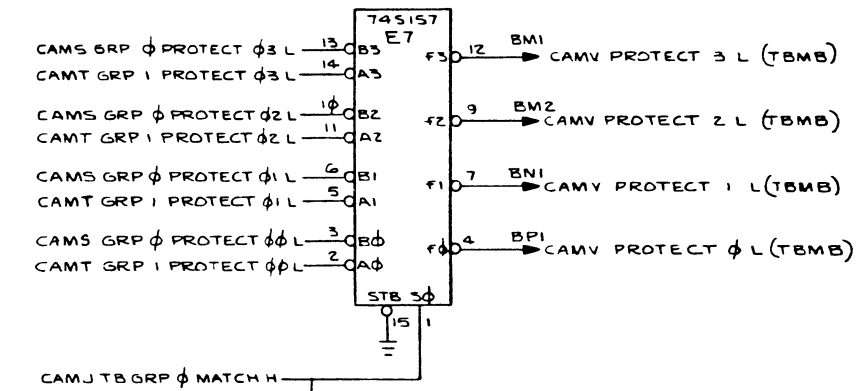 74S157
E7
CAMS GRP φ PROTECT φ3 L 13 B3 f3 12 BM1 CAMV PROTECT 3 L (TBMB)
CAMT GRP 1 PROTECT φ3 L 14 A3
CAMS GRP φ PROTECT φ2 L 1φ B2 f2 9 BM2 CAMV PROTECT 2 L (TBMB)
CAMT GRP 1 PROTECT φ2 L 11 A2
CAMS GRP φ PROTECT φ1 L 6 B1 f1 7 BN1 CAMV PROTECT 1 L (TBMB)
CAMT GRP 1 PROTECT φ1 L 5 A1
CAMS GRP φ PROTECT φφ L 3 Bφ fφ 4 BP1 CAMV PROTECT φ L (TBMB)
CAMT GRP 1 PROTECT φφ L 2 Aφ
STB Sφ
15 1
CAMJ TB GRP φ MATCH H